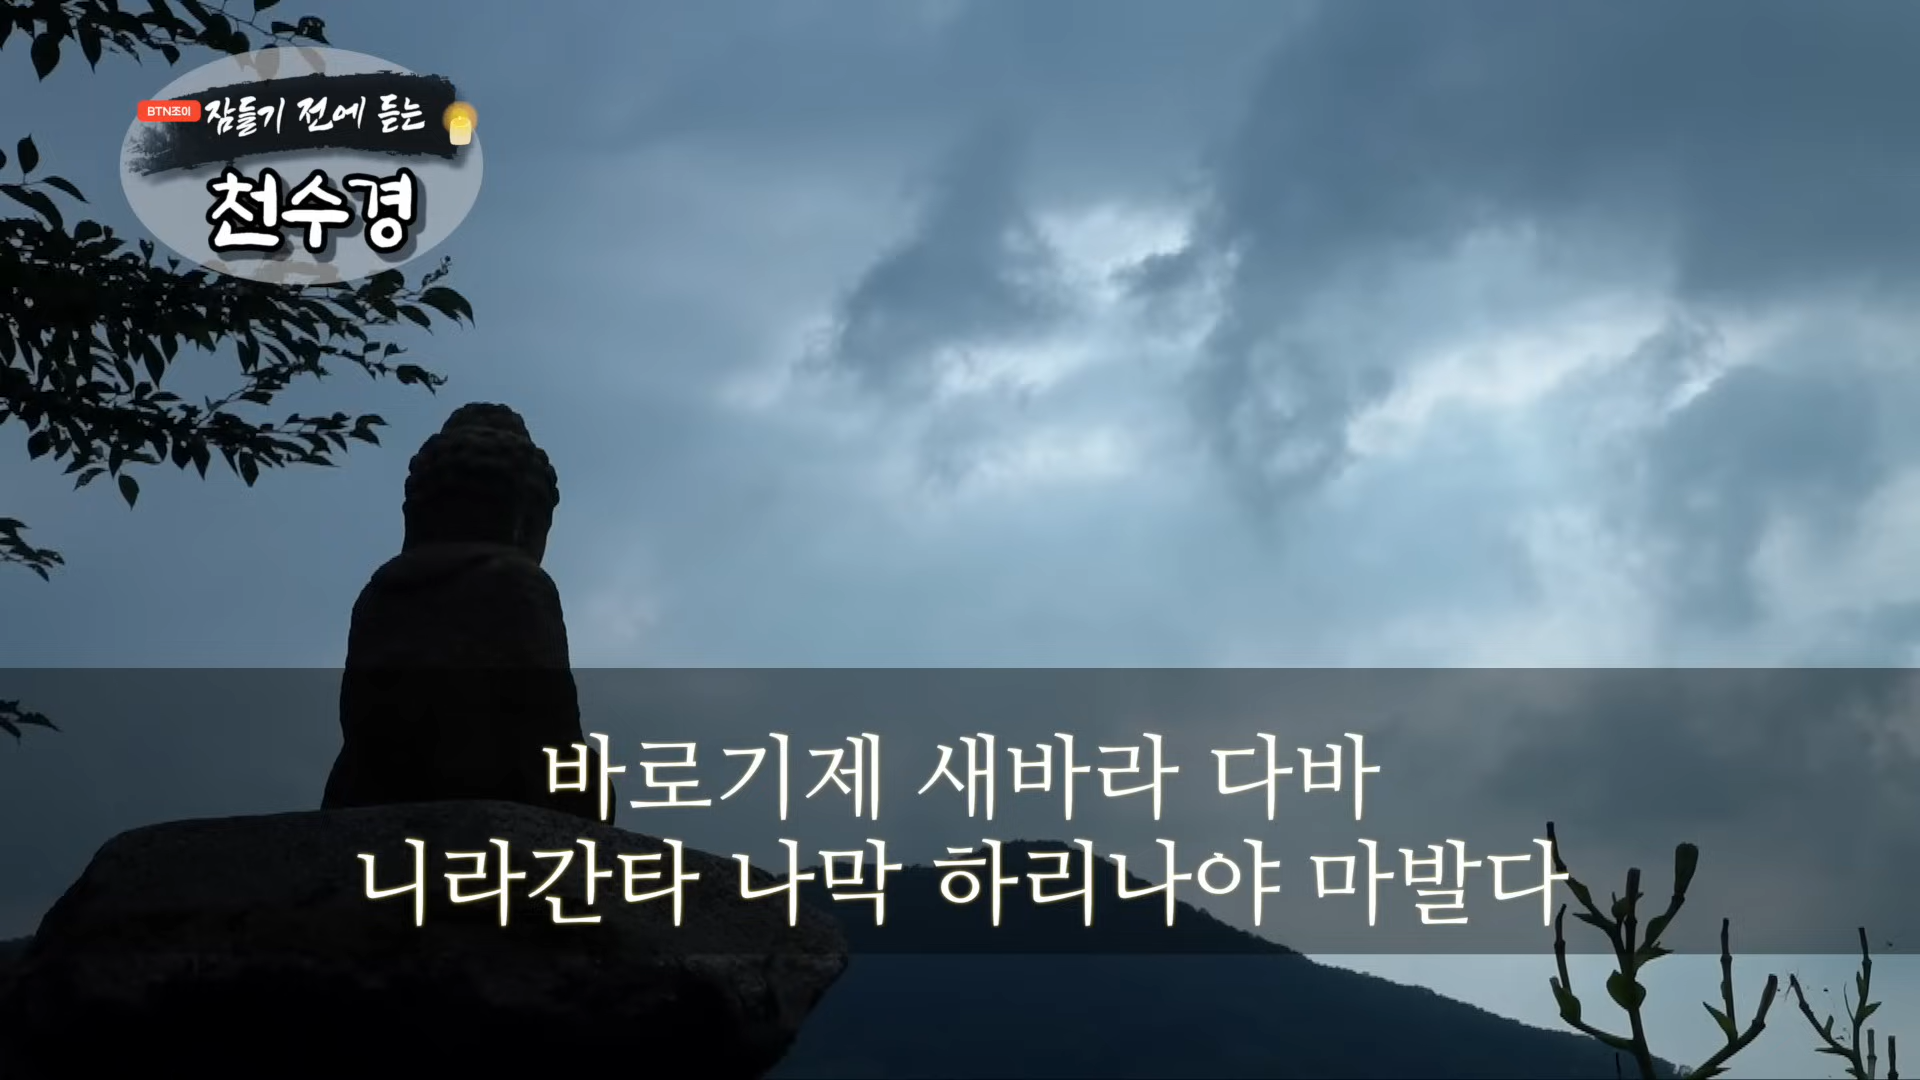 BTN조이
잠들기 전에 듣는
천수경
바로기제 새바라 다바
니라간타 나막 하리나야 마발다